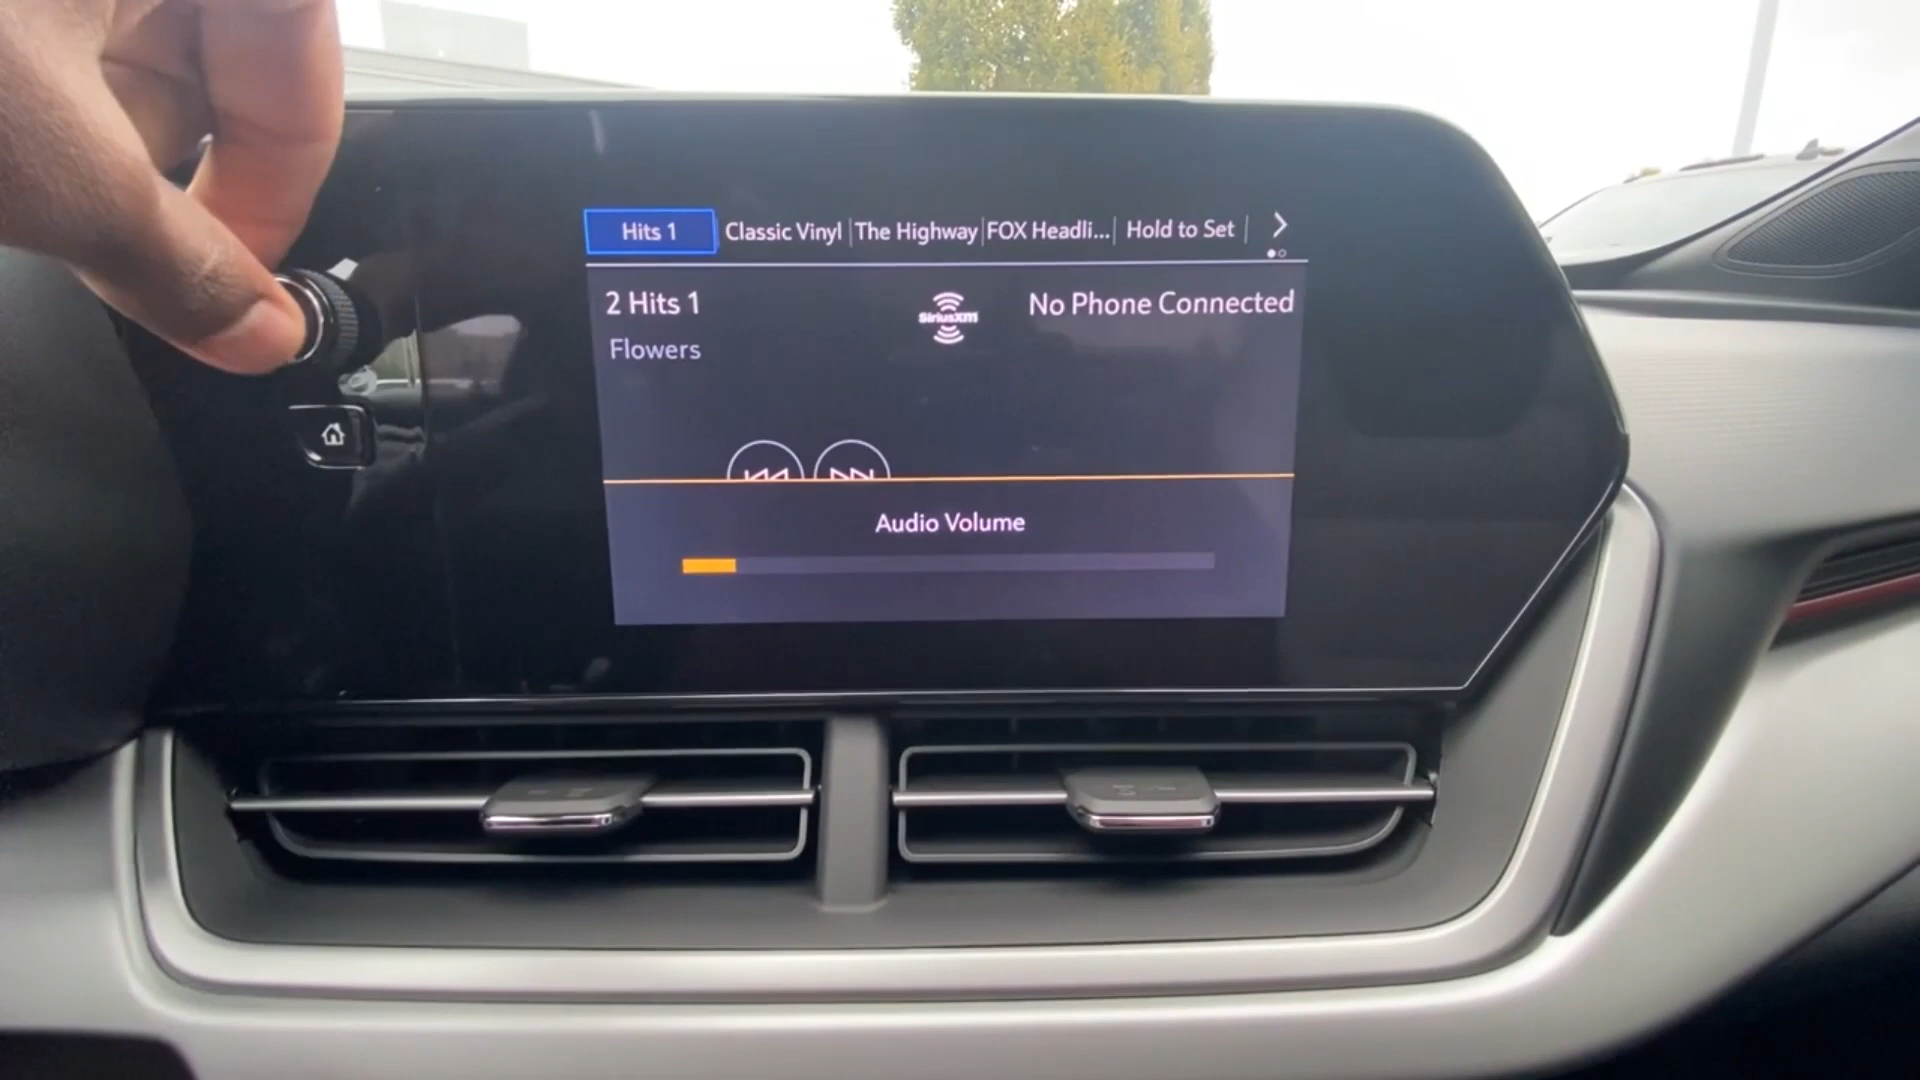 Hits 1 Classic Vinyl The Highway FOX Headli... Hold to Set
2 Hits 1
SiriusXM
No Phone Connected
Flowers
Audio Volume